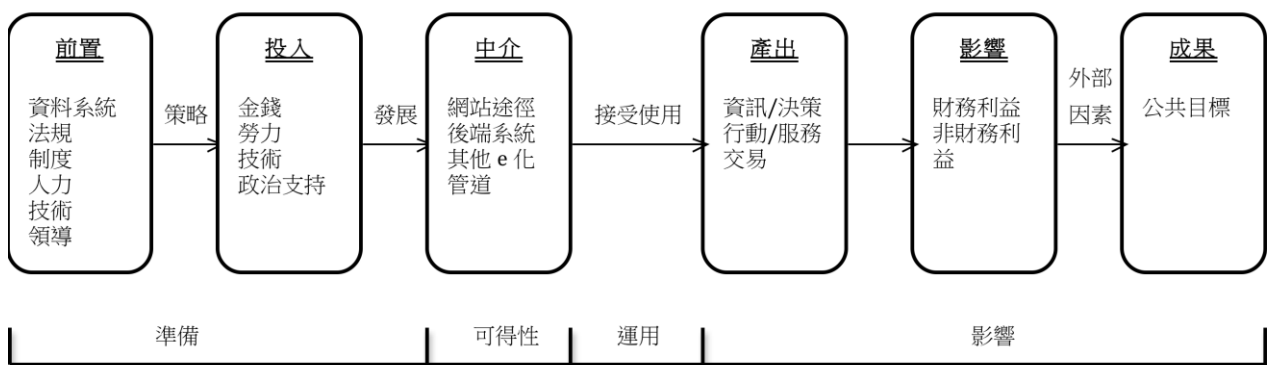 前置
資料系統
法規
制度
人力
技術
領導
策略
投入
金錢
勞力
技術
政治支持
發展
中介
網站途徑
後端系統
其他 e 化
管道
接受使用
產出
資訊/決策
行動/服務
交易
影響
財務利益
非財務利
益
外部
因素
成果
公共目標
準備
可得性
運用
影響